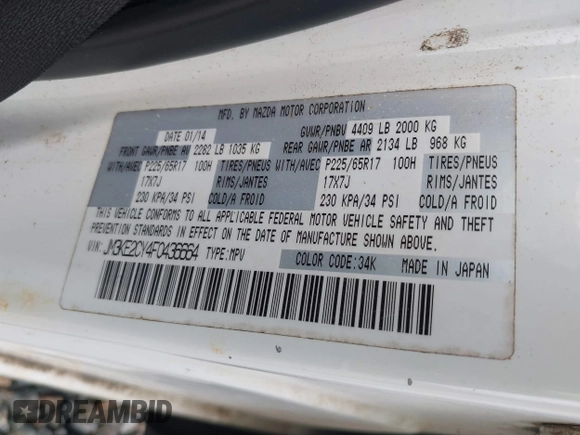 MFD. BY MAZDA MOTOR CORPORATION
DATE 01/14 GVWR/PNBV 4409 LB 2000 KG
FRONT GAWR/PNBE AV 2282 LB 1035 KG REAR GAWR/PNBE AR 2134 LB 968 KG
WITH/AVEC P225/65R17 100H TIRES/PNEUS WITH/AVEC P225/65R17 100H TIRES/PNEUS
17X7J RIMS/JANTES 17X7J RIMS/JANTES
230 KPA/34 PSI COLD/A FROID 230 KPA/34 PSI COLD/A FROID
THIS VEHICLE CONFORMS TO ALL APPLICABLE FEDERAL MOTOR VEHICLE SAFETY AND THEFT
PREVENTION STANDARDS IN EFFECT ON THE DATE OF MANUFACTURE SHOWN ABOVE.
VIN: JM3KE2CY4F0436664 TYPE:MPV
COLOR CODE:34K MADE IN JAPAN
DREAMBID